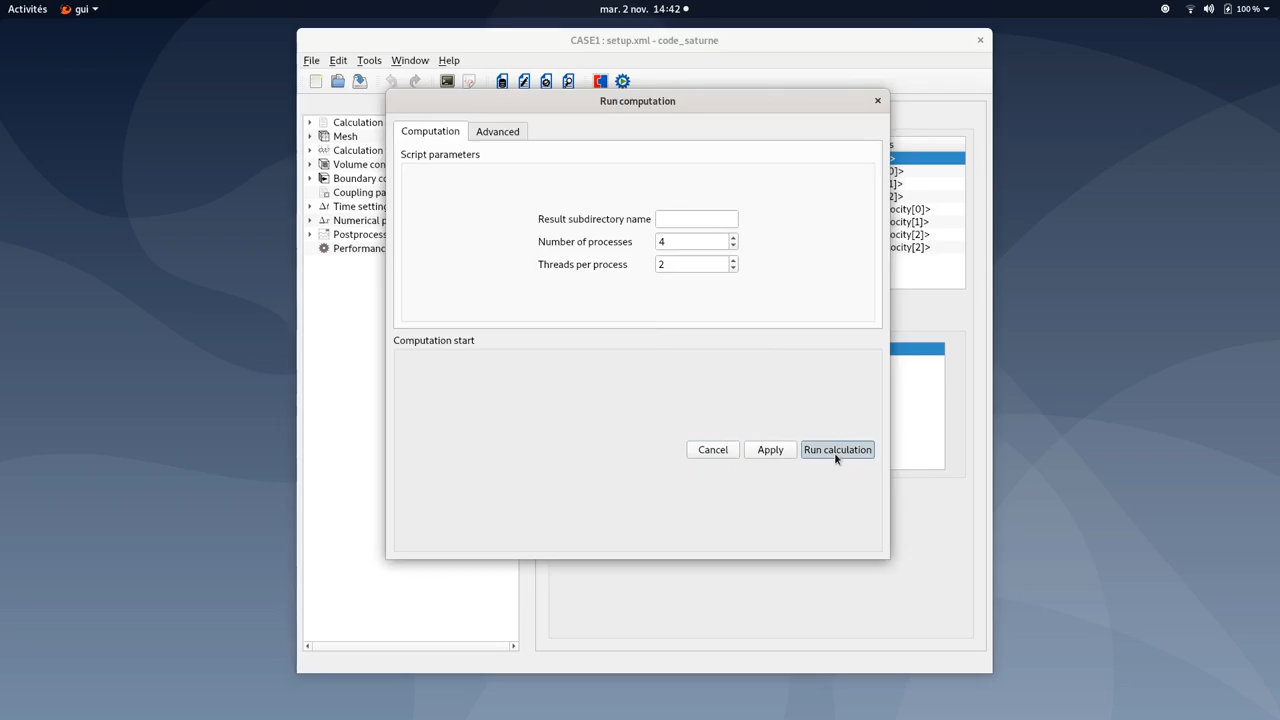 Activités gui mar. 2 nov. 14:42 100 %
CASE1 : setup.xml - code_saturne
File Edit Tools Window Help
Run computation
Computation Advanced
Script parameters
Result subdirectory name
Number of processes 4
Threads per process 2
Computation start
Cancel Apply Run calculation
Calculation
Mesh
Calculation
Volume con
Boundary co
Coupling pa
Time setting
Numerical p
Postprocess
Performanc
s
>
0]>
1]>
2]>
ocity[0]>
ocity[1]>
ocity[2]>
ocity[2]>